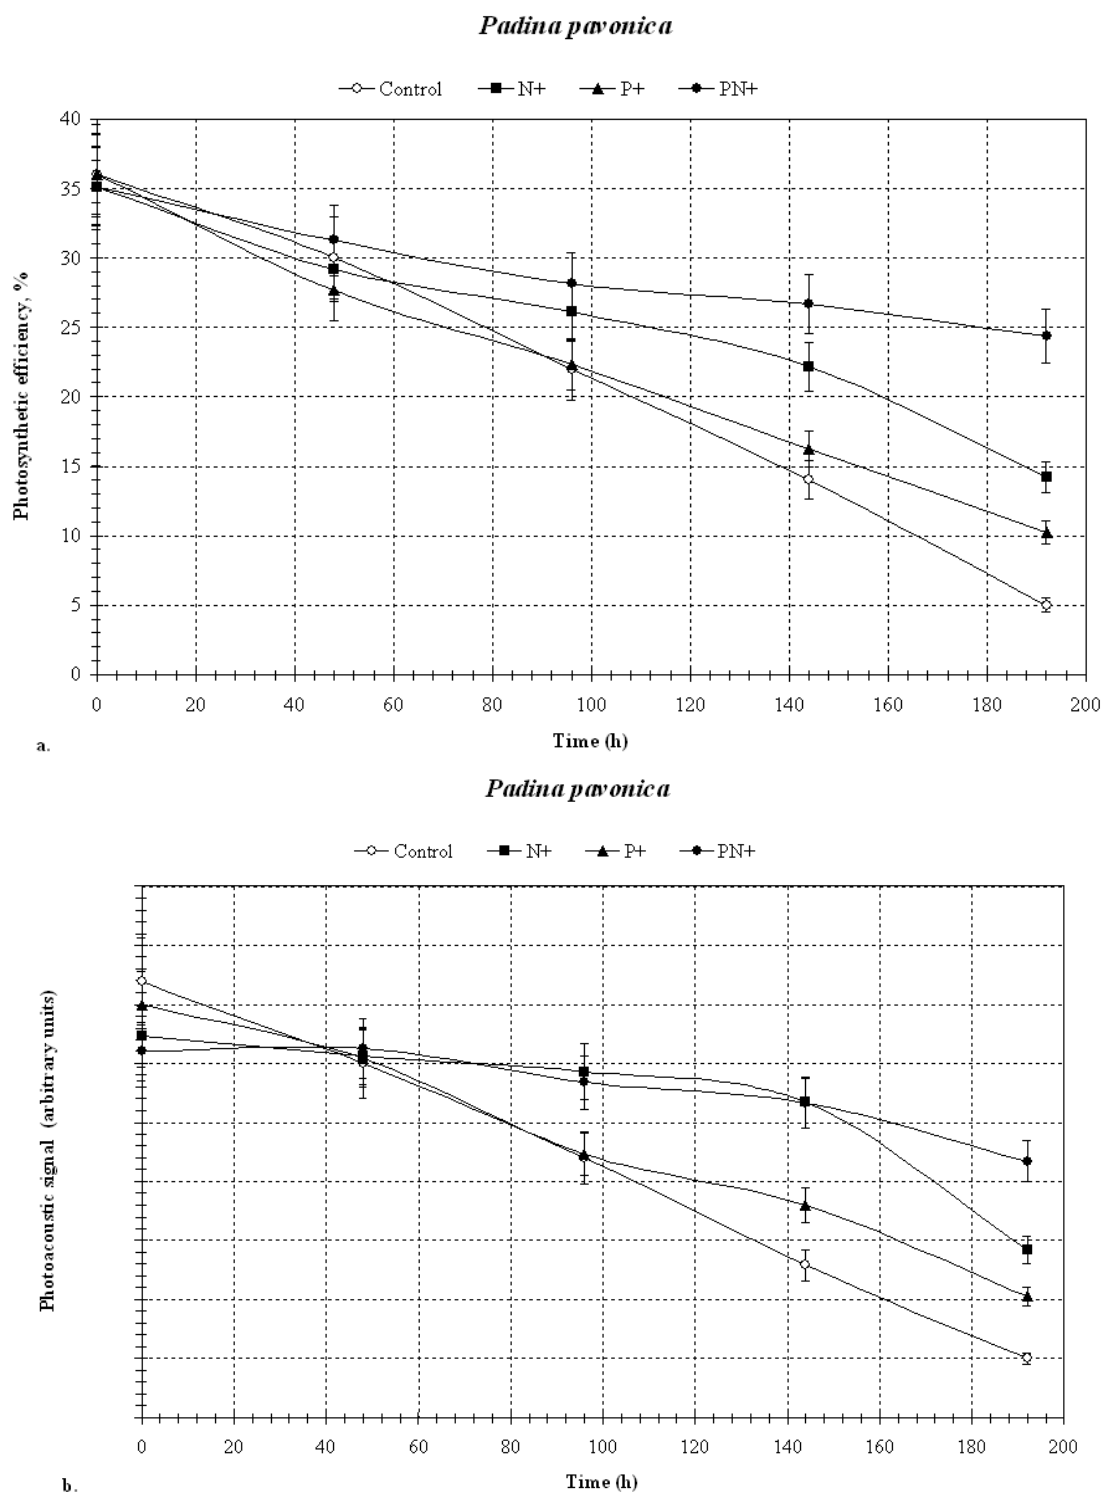 Padina pavonica
Control N+ P+ PN+
40
35
30
25
20
15
10
5
0
0 20 40 60 80 100 120 140 160 180 200
Photosynthetic efficiency, %
Time (h)
a.
Padina pavonica
Control N+ P+ PN+
Photoacoustic signal (arbitrary units)
0 20 40 60 80 100 120 140 160 180 200
Time (h)
b.